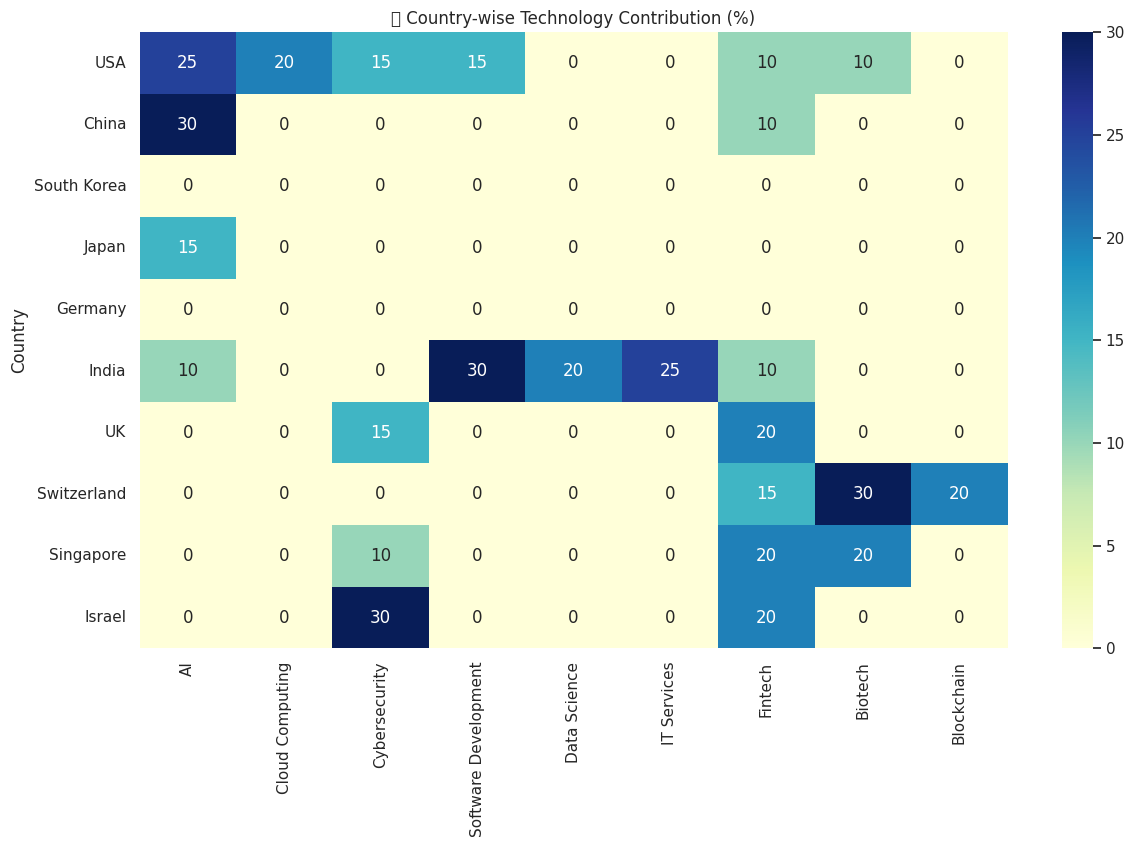 ▯ Country-wise Technology Contribution (%)
Country
USA 25 20 15 15 0 0 10 10 0
China 30 0 0 0 0 0 10 0 0
South Korea 0 0 0 0 0 0 0 0 0
Japan 15 0 0 0 0 0 0 0 0
Germany 0 0 0 0 0 0 0 0 0
India 10 0 0 30 20 25 10 0 0
UK 0 0 15 0 0 0 20 0 0
Switzerland 0 0 0 0 0 0 15 30 20
Singapore 0 0 10 0 0 0 20 20 0
Israel 0 0 30 0 0 0 20 0 0
AI
Cloud Computing
Cybersecurity
Software Development
Data Science
IT Services
Fintech
Biotech
Blockchain
30
25
20
15
10
5
0